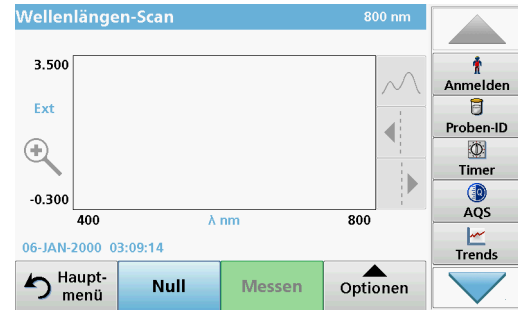 Wellenlängen-Scan 800 nm
3.500
Ext
-0.300
400 λ nm 800
06-JAN-2000 03:09:14
Haupt-
menü
Null
Messen
Optionen
Anmelden
Proben-ID
Timer
AQS
Trends